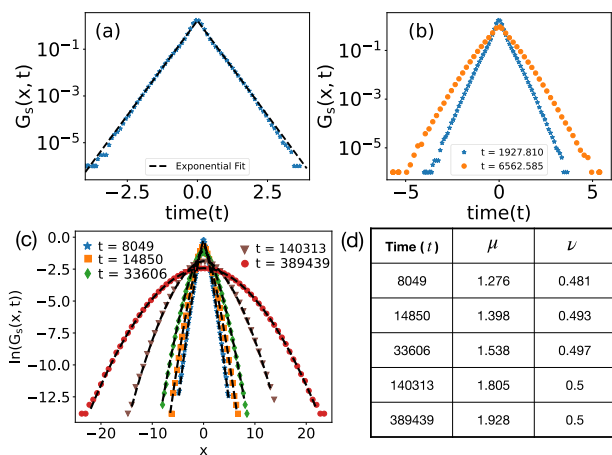 (a)
G_s(x, t)
10^{-1}
10^{-3}
10^{-5}
Exponential Fit
−2.5 0.0 2.5
time(t)
(b)
G_s(x, t)
10^{-1}
10^{-3}
10^{-5}
t = 1927.810
t = 6562.585
−5 0 5
time(t)
(c)
ln(G_s(x, t))
0.0
−2.5
−5.0
−7.5
−10.0
−12.5
t = 8049
t = 14850
t = 33606
t = 140313
t = 389439
−20 −10 0 10 20
x
(d)
Time (t) μ ν
8049 1.276 0.481
14850 1.398 0.493
33606 1.538 0.497
140313 1.805 0.5
389439 1.928 0.5